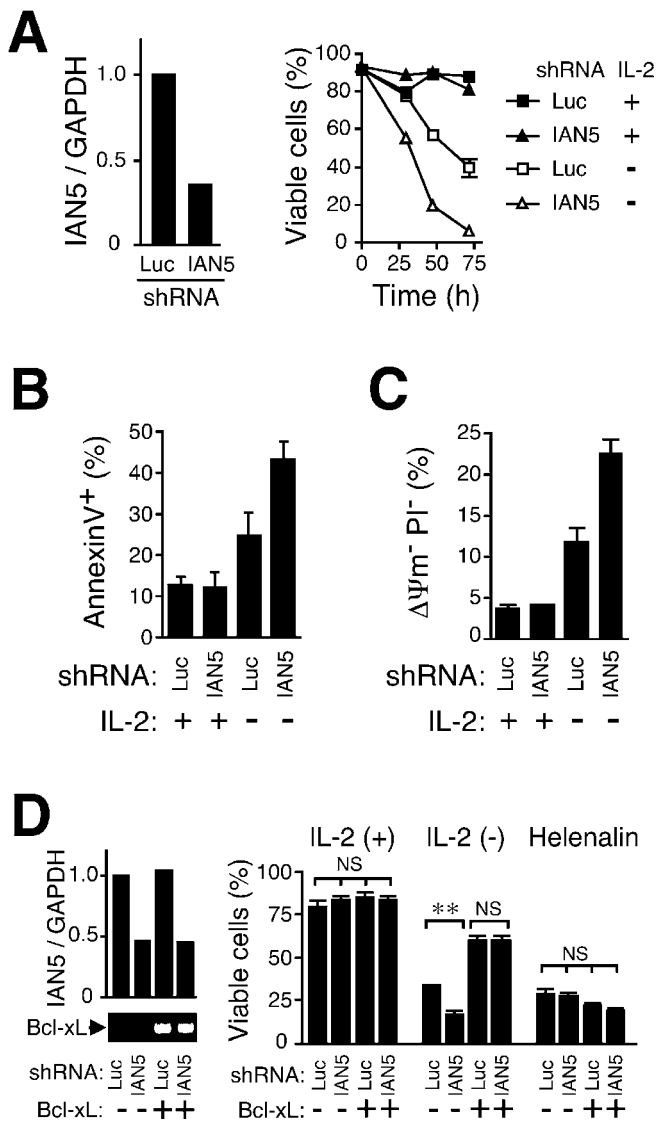 A
IAN5 / GAPDH
1.0
0.5
0
Luc IAN5
shRNA
Viable cells (%)
100
80
60
40
20
0
0 25 50 75
Time (h)
shRNA IL-2
Luc +
IAN5 +
Luc -
IAN5 -
B
AnnexinV+ (%)
50
40
30
20
10
0
shRNA: Luc IAN5 Luc IAN5
IL-2: + + - -
C
ΔΨm- PI- (%)
25
20
15
10
5
0
shRNA: Luc IAN5 Luc IAN5
IL-2: + + - -
D
IAN5 / GAPDH
1.0
0.5
0
Bcl-xL
shRNA: Luc IAN5 Luc IAN5
Bcl-xL: - - + +
IL-2 (+) IL-2 (-) Helenalin
Viable cells (%)
100
75
50
25
0
NS
**
NS
NS
shRNA: Luc IAN5 Luc IAN5 Luc IAN5 Luc IAN5 Luc IAN5 Luc IAN5
Bcl-xL: - - + + - - + + - - + +